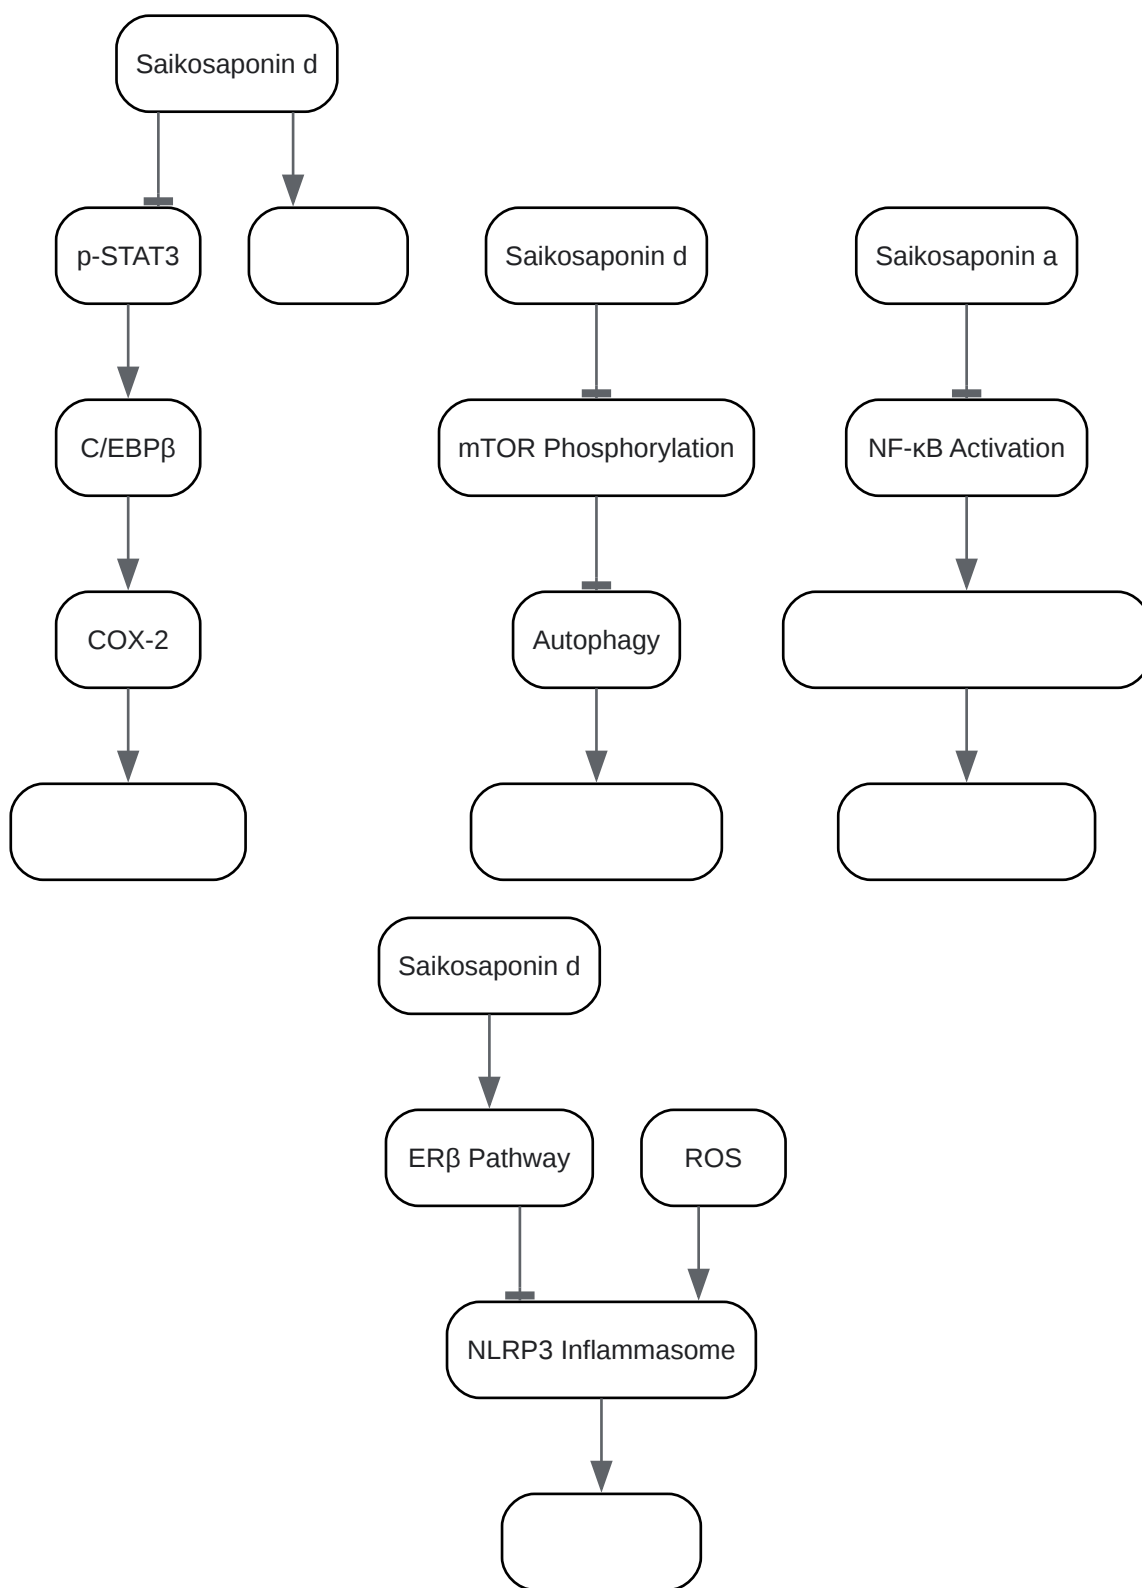 Saikosaponin d
p-STAT3
Saikosaponin d
Saikosaponin a
C/EBPβ
mTOR Phosphorylation
NF-κB Activation
COX-2
Autophagy
Saikosaponin d
ERβ Pathway
ROS
NLRP3 Inflammasome